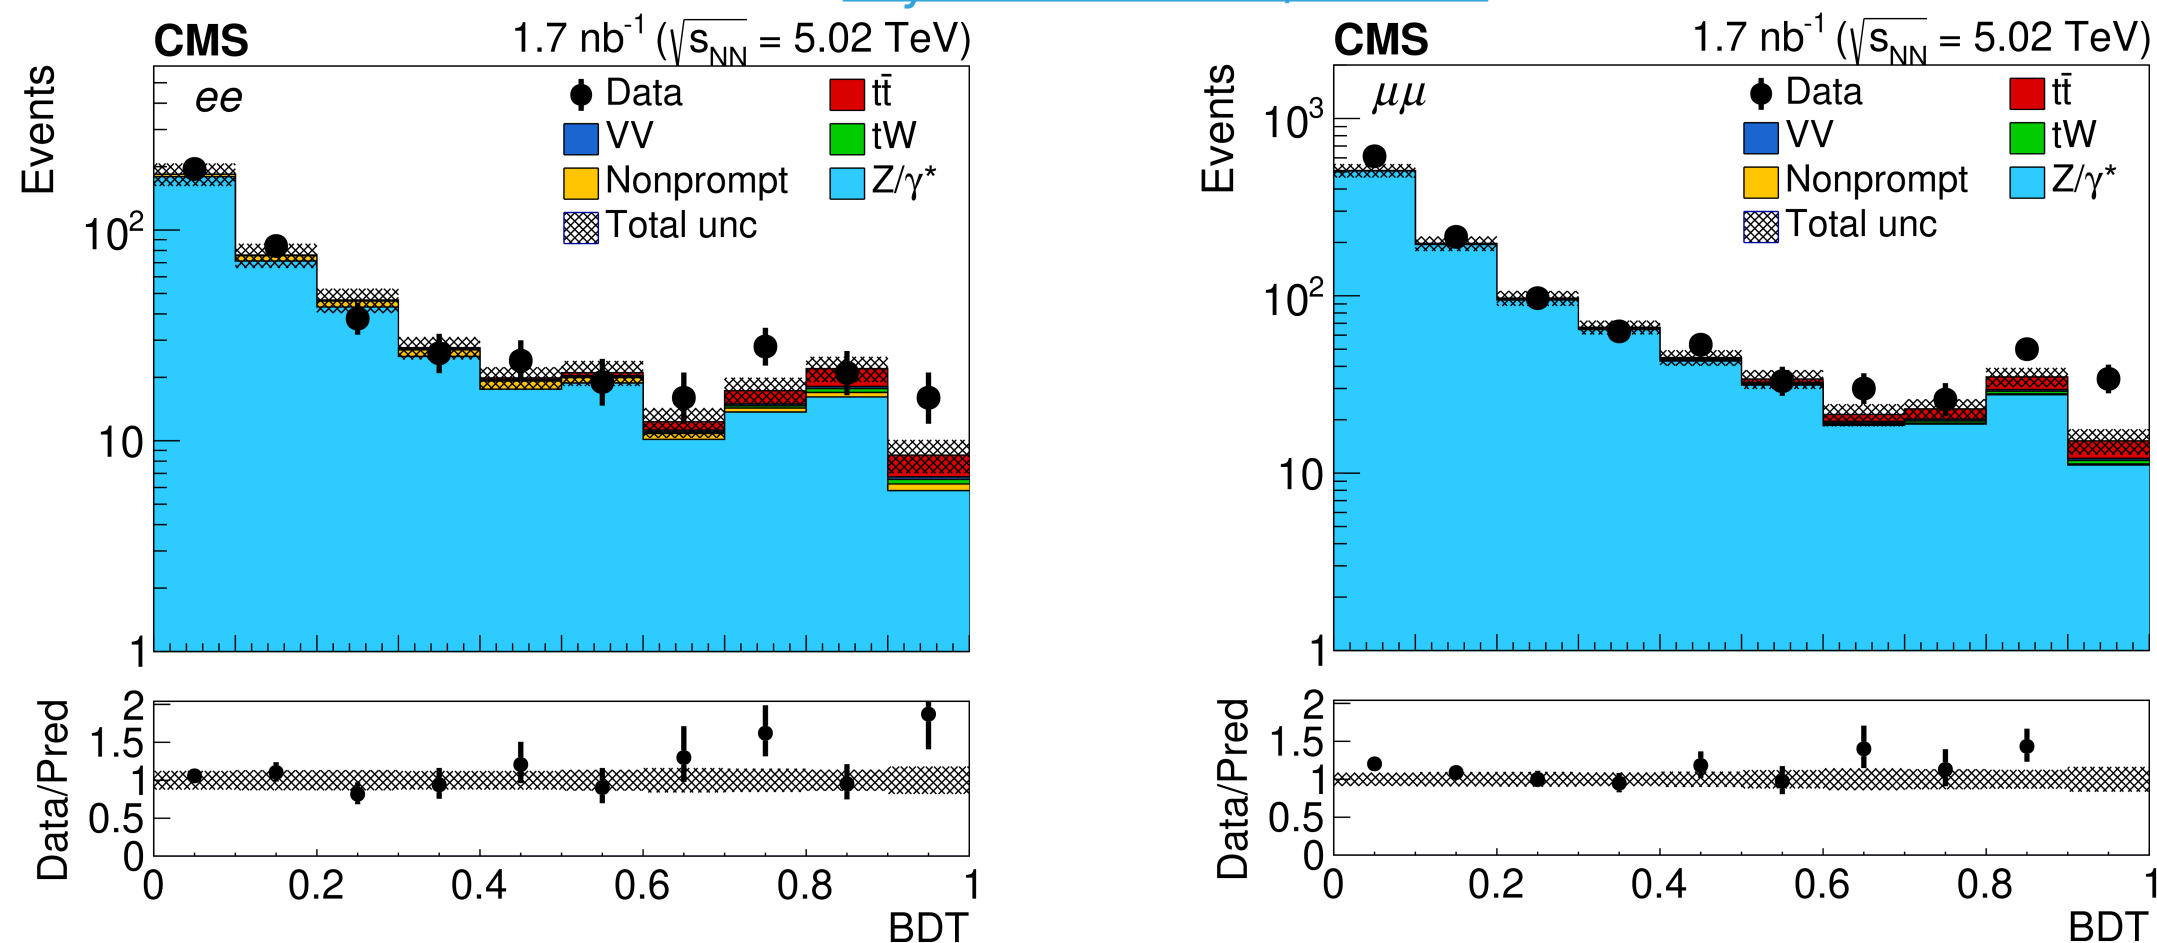 CMS 1.7 nb⁻¹ (√s_NN = 5.02 TeV)
Events
ee
Data
tt̄
VV
tW
Nonprompt
Z/γ*
Total unc
10²
10
1
Data/Pred
2
1.5
1
0.5
0
0 0.2 0.4 0.6 0.8 1
BDT
CMS 1.7 nb⁻¹ (√s_NN = 5.02 TeV)
Events
μμ
Data
tt̄
VV
tW
Nonprompt
Z/γ*
Total unc
10³
10²
10
1
Data/Pred
2
1.5
1
0.5
0
0 0.2 0.4 0.6 0.8 1
BDT